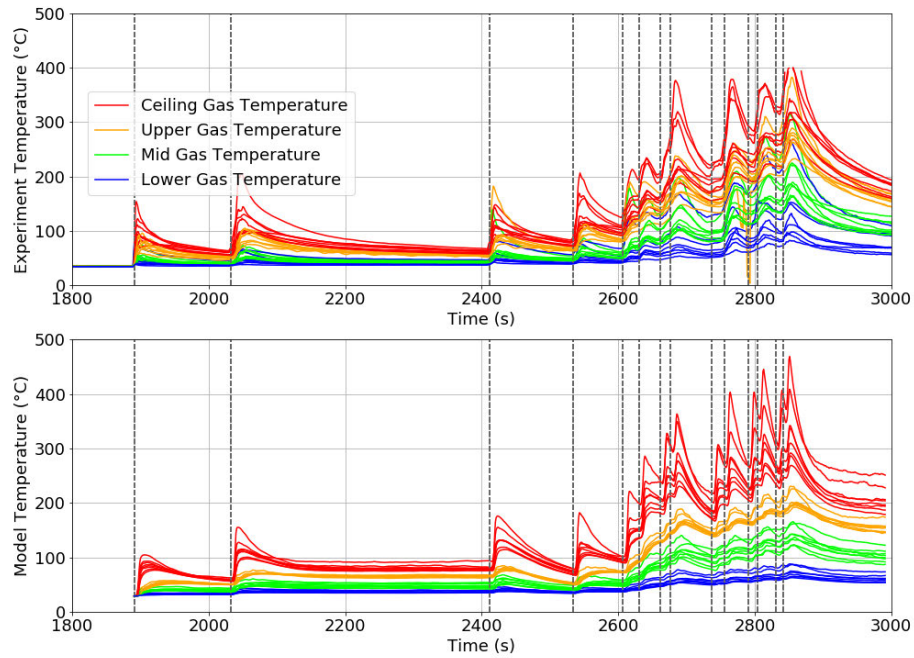 500
400
300
200
100
0
Experiment Temperature (°C)
Ceiling Gas Temperature
Upper Gas Temperature
Mid Gas Temperature
Lower Gas Temperature
1800 2000 2200 2400 2600 2800 3000
Time (s)
500
400
300
200
100
0
Model Temperature (°C)
1800 2000 2200 2400 2600 2800 3000
Time (s)